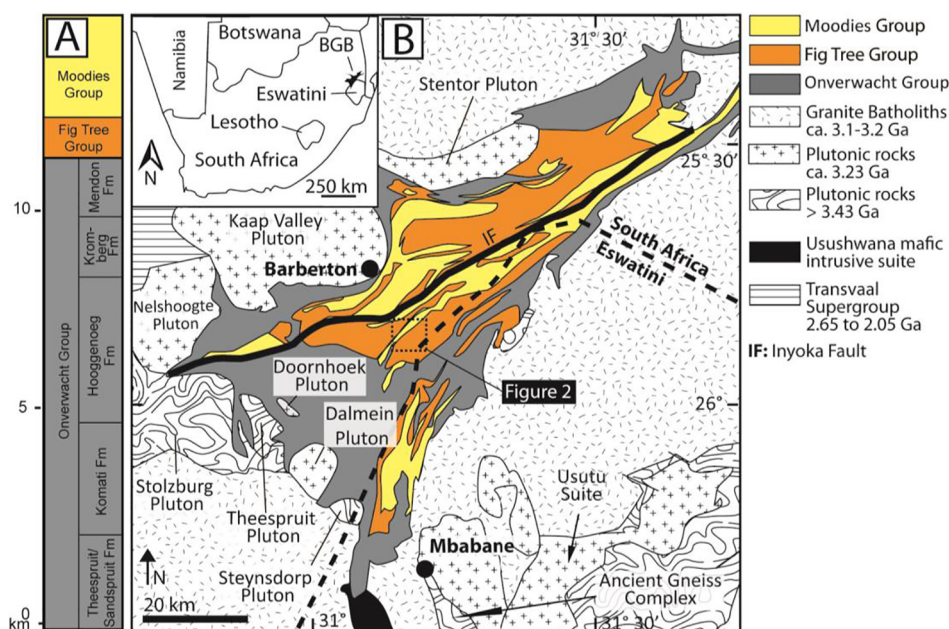 A
Moodies
Group
Fig Tree
Group
Mendon
Fm
Krom-
berg
Fm
Hooggenoeg
Fm
Komati Fm
Theespruit/
Sandspruit Fm
Onverwacht Group
10
5
0
km
Namibia
Botswana
BGB
Eswatini
Lesotho
South Africa
N
250 km
B
31° 30'
Stentor Pluton
25° 30'
Kaap Valley
Pluton
IF
South Africa
Eswatini
Barberton
Nelshoogte
Pluton
Doornhoek
Pluton
Figure 2
26°
Dalmein
Pluton
Stolzburg
Pluton
Usutu
Suite
Theespruit
Pluton
Mbabane
N
Steynsdorp
Pluton
Ancient Gneiss
Complex
20 km
31°
31° 30'
Moodies Group
Fig Tree Group
Onverwacht Group
Granite Batholiths
ca. 3.1-3.2 Ga
Plutonic rocks
ca. 3.23 Ga
Plutonic rocks
> 3.43 Ga
Usushwana mafic
intrusive suite
Transvaal
Supergroup
2.65 to 2.05 Ga
IF: Inyoka Fault